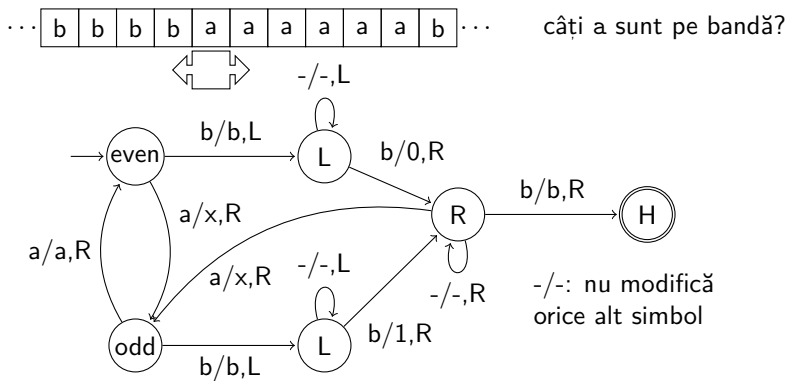 ··· b b b b a a a a a a b ···
câți a sunt pe bandă?
-/-,L
b/b,L
even
L
b/0,R
b/b,R
a/x,R
R
H
a/a,R
a/x,R
-/-,L
-/-,R
-/-: nu modifică
orice alt simbol
odd
L
b/1,R
b/b,L